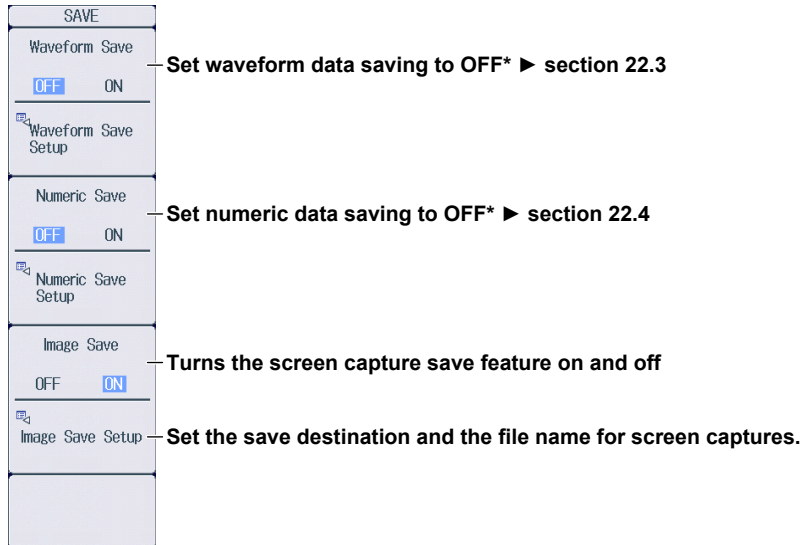 SAVE
Waveform Save
OFF ON
Set waveform data saving to OFF* ► section 22.3
Waveform Save
Setup
Numeric Save
OFF ON
Set numeric data saving to OFF* ► section 22.4
Numeric Save
Setup
Image Save
OFF ON
Turns the screen capture save feature on and off
Image Save Setup
Set the save destination and the file name for screen captures.